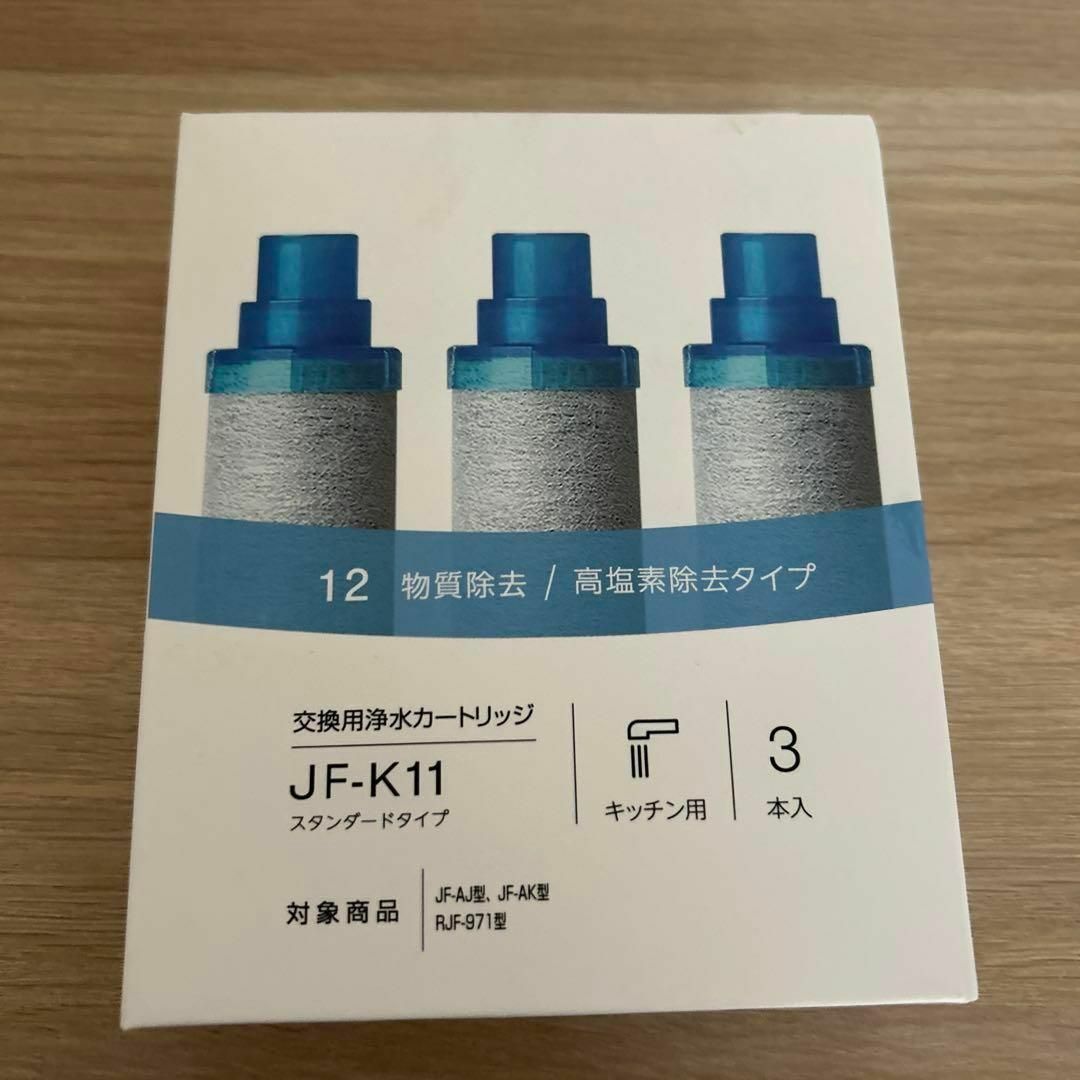 12 物質除去 / 高塩素除去タイプ
交換用浄水カートリッジ
JF-K11
スタンダードタイプ
キッチン用
3
本入
対象商品
JF-AJ型、JF-AK型
RJF-971型